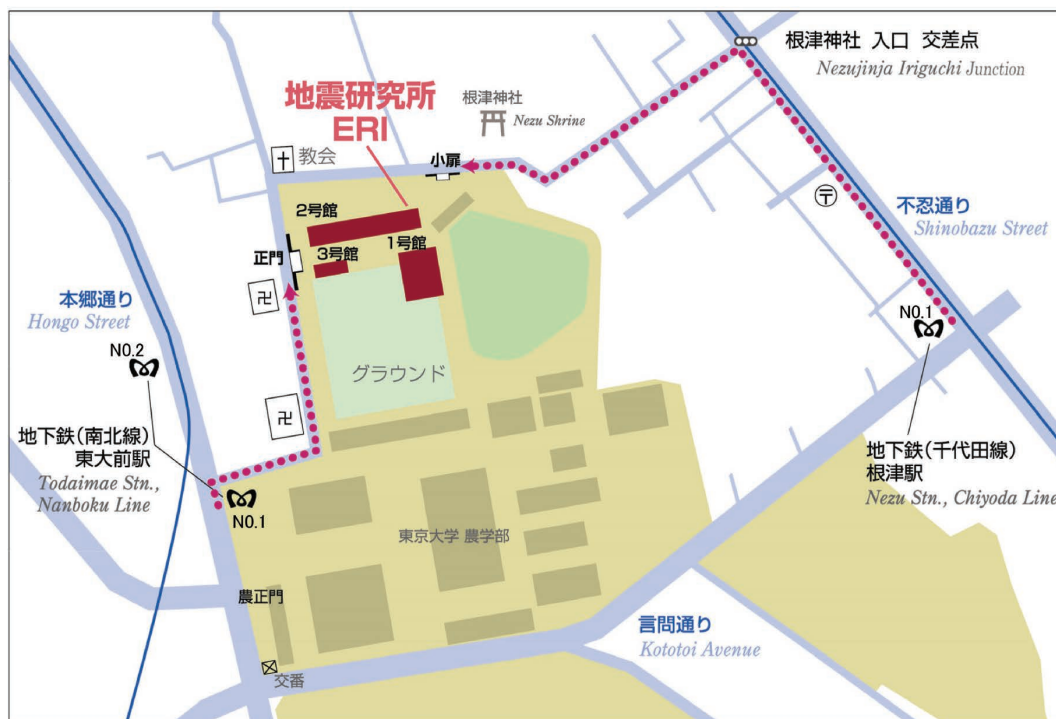 根津神社 入口 交差点
Nezujinja Iriguchi Junction
地震研究所
ERI
根津神社
Nezu Shrine
教会
小扉
〒
2号館
1号館
3号館
正門
不忍通り
Shinobazu Street
卍
本郷通り
Hongo Street
N0.1
N0.2
グラウンド
卍
地下鉄(南北線)
東大前駅
Todaimae Stn.,
Nanboku Line
地下鉄(千代田線)
根津駅
Nezu Stn., Chiyoda Line
N0.1
東京大学 農学部
農正門
言問通り
Kototoi Avenue
交番